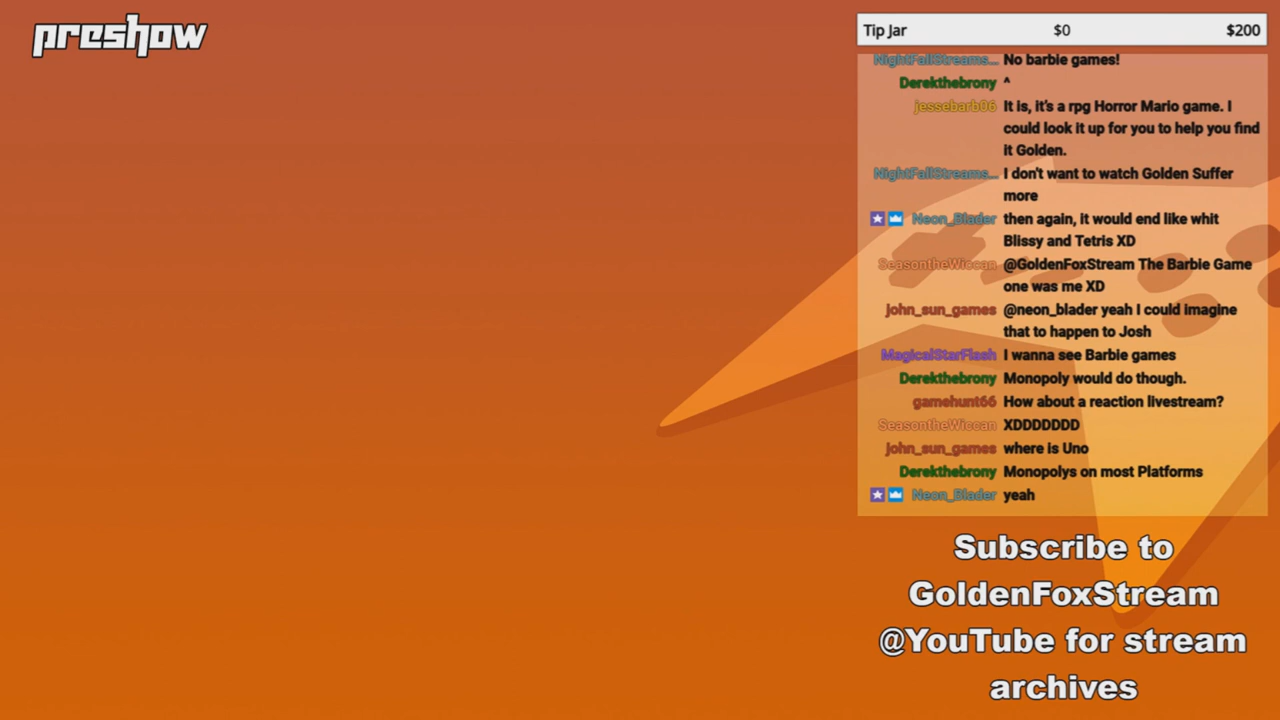 preshow
Tip Jar $0 $200
NightFallStreams... No barbie games!
Derekthebrony ^
jessebarb06 It is, it's a rpg Horror Mario game. I
could look it up for you to help you find
it Golden.
NightFallStreams... I don't want to watch Golden Suffer
more
Neon_Blader then again, it would end like whit
Blissy and Tetris XD
SeasontheWiccan @GoldenFoxStream The Barbie Game
one was me XD
john_sun_games @neon_blader yeah I could imagine
that to happen to Josh
MagicalStarFlash I wanna see Barbie games
Derekthebrony Monopoly would do though.
gamehunt66 How about a reaction livestream?
SeasontheWiccan XDDDDDDD
john_sun_games where is Uno
Derekthebrony Monopolys on most Platforms
Neon_Blader yeah
Subscribe to
GoldenFoxStream
@YouTube for stream
archives